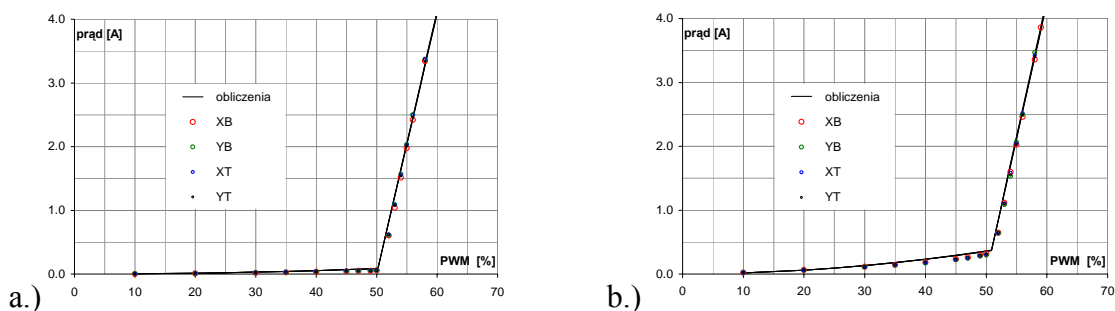 4.0
prąd [A]
3.0
obliczenia
XB
2.0
YB
XT
1.0
YT
PWM [%]
0.0
0 10 20 30 40 50 60 70
a.)
4.0
prąd [A]
3.0
obliczenia
XB
2.0
YB
XT
1.0
YT
PWM [%]
0.0
0 10 20 30 40 50 60 70
b.)